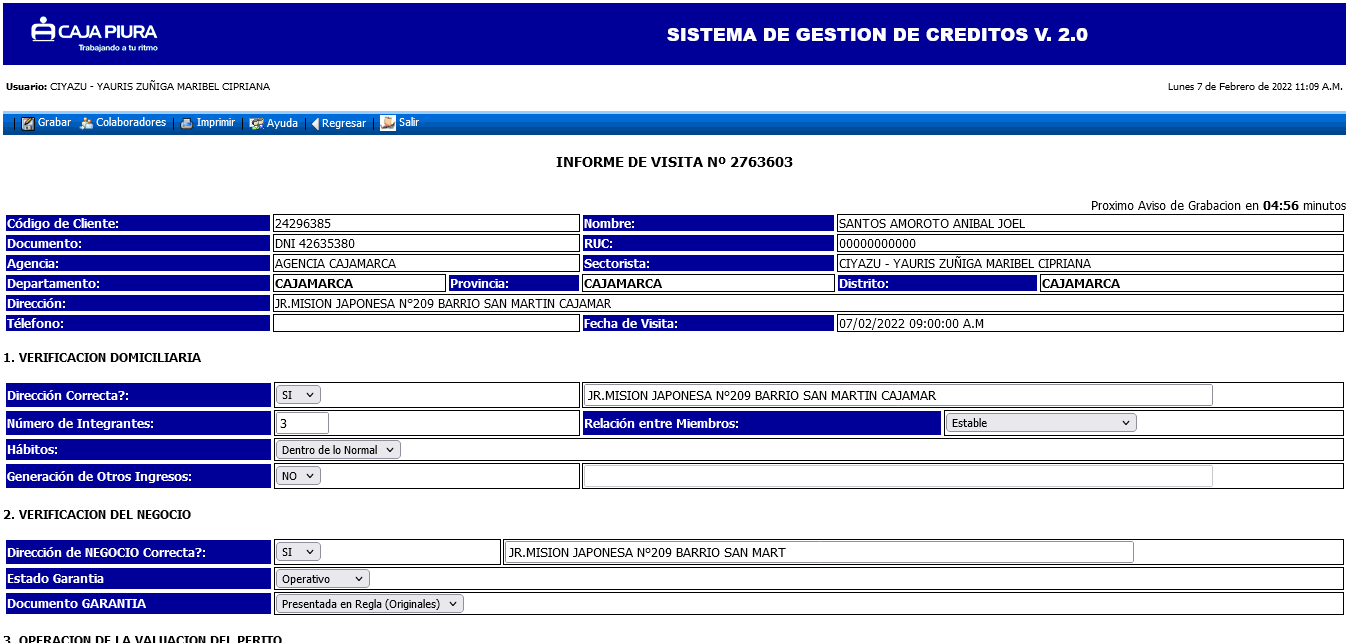 CAJA PIURA
Trabajando a tu ritmo
SISTEMA DE GESTION DE CREDITOS V. 2.0
Usuario: CIYAZU - YAURIS ZUÑIGA MARIBEL CIPRIANA
Lunes 7 de Febrero de 2022 11:09 A.M.
| Grabar Colaboradores | Imprimir | Ayuda | Regresar | Salir
INFORME DE VISITA Nº 2763603
Proximo Aviso de Grabacion en 04:56 minutos
Código de Cliente: 24296385 Nombre: SANTOS AMOROTO ANIBAL JOEL
Documento: DNI 42635380 RUC: 00000000000
Agencia: AGENCIA CAJAMARCA Sectorista: CIYAZU - YAURIS ZUÑIGA MARIBEL CIPRIANA
Departamento: CAJAMARCA Provincia: CAJAMARCA Distrito: CAJAMARCA
Dirección: JR.MISION JAPONESA Nº209 BARRIO SAN MARTIN CAJAMAR
Télefono: Fecha de Visita: 07/02/2022 09:00:00 A.M
1. VERIFICACION DOMICILIARIA
Dirección Correcta?: SI JR.MISION JAPONESA Nº209 BARRIO SAN MARTIN CAJAMAR
Número de Integrantes: 3 Relación entre Miembros: Estable
Hábitos: Dentro de lo Normal
Generación de Otros Ingresos: NO
2. VERIFICACION DEL NEGOCIO
Dirección de NEGOCIO Correcta?: SI JR.MISION JAPONESA Nº209 BARRIO SAN MART
Estado Garantia Operativo
Documento GARANTIA Presentada en Regla (Originales)
3. OPERACION DE LA VALUACION DEL PERITO